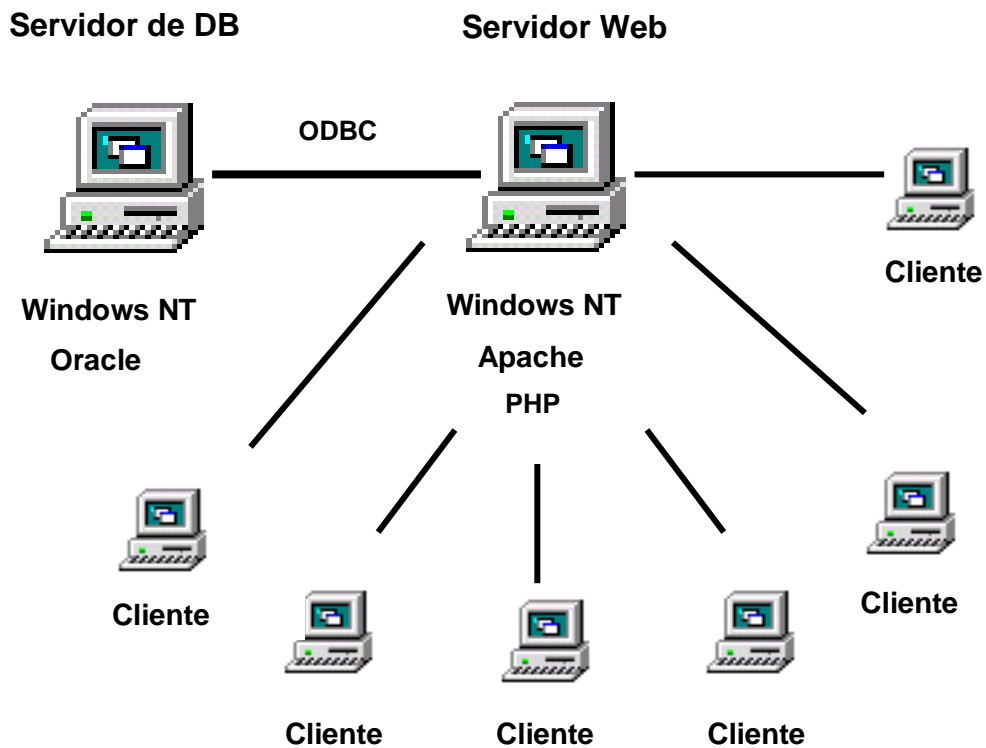 Servidor de DB
Servidor Web
ODBC
Cliente
Windows NT
Oracle
Windows NT
Apache
PHP
Cliente
Cliente
Cliente
Cliente
Cliente